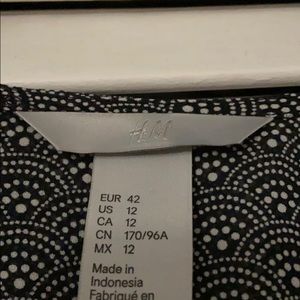 H&M
EUR 42
US 12
CA 12
CN 170/96A
MX 12
Made in
Indonesia
Fabriqué en